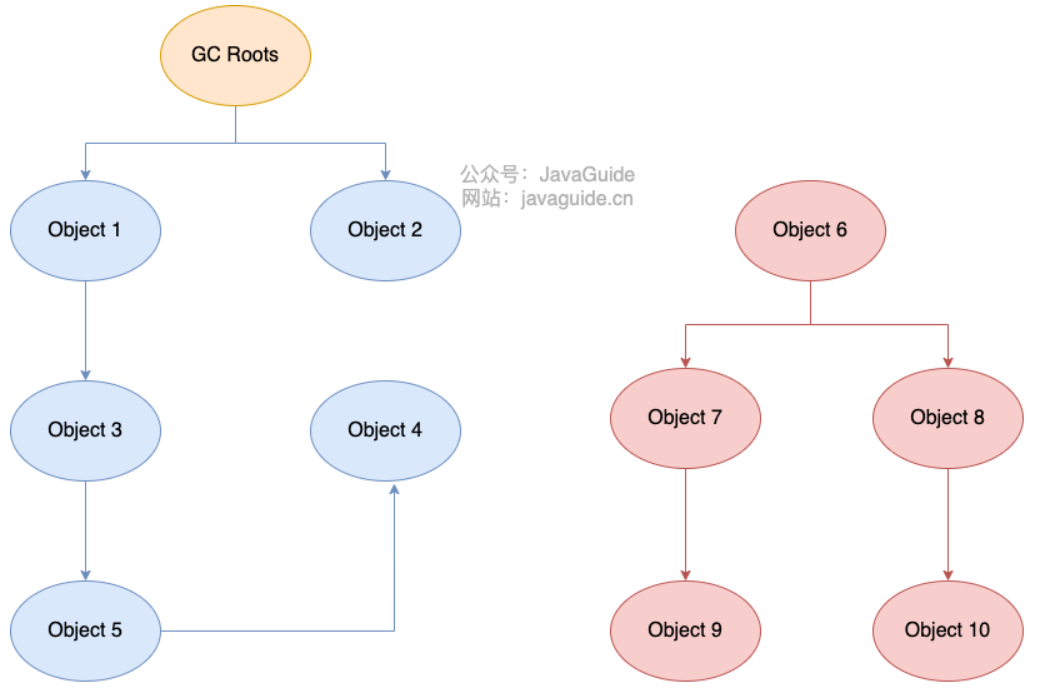 GC Roots
公众号：JavaGuide
网站：javaguide.cn
Object 1
Object 2
Object 6
Object 3
Object 4
Object 7
Object 8
Object 5
Object 9
Object 10